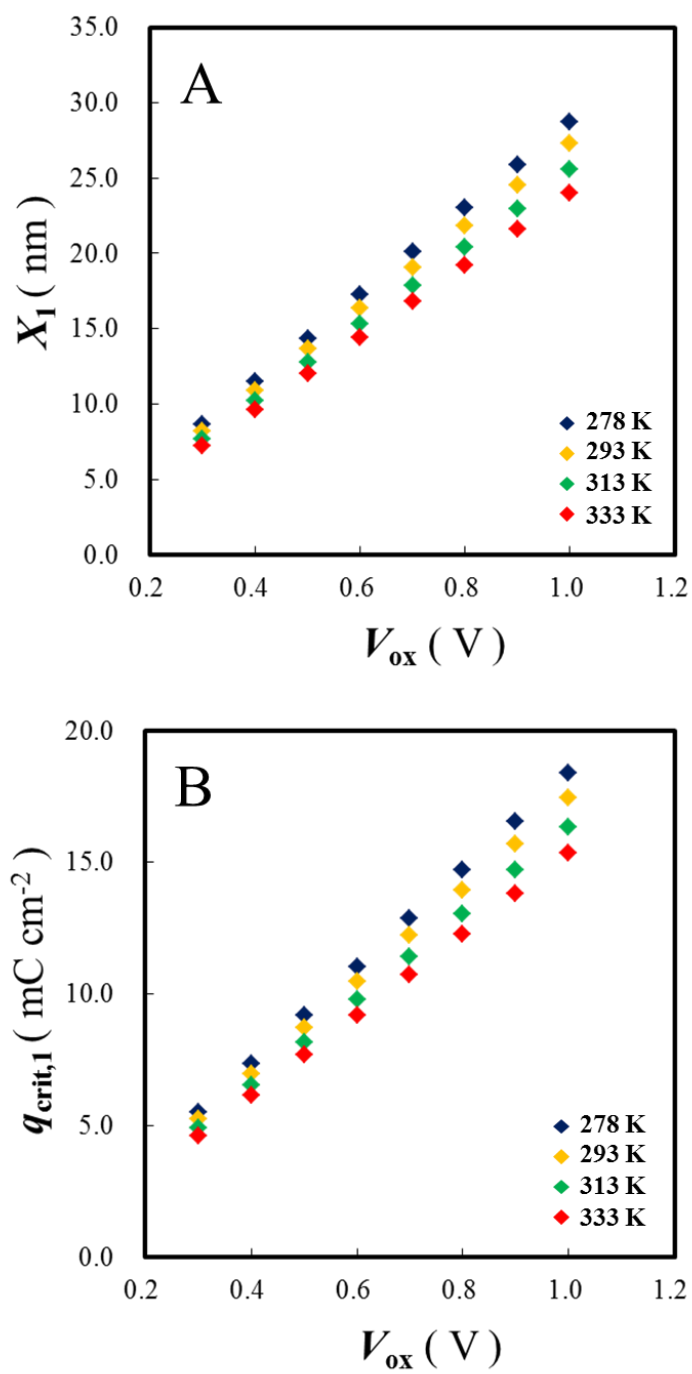 35.0
A
30.0
25.0
20.0
X1 ( nm )
15.0
10.0
278 K
293 K
5.0
313 K
333 K
0.0
0.2 0.4 0.6 0.8 1.0 1.2
Vox ( V )
20.0
B
15.0
10.0
qcrit,1 ( mC cm-2 )
5.0
278 K
293 K
313 K
333 K
0.0
0.2 0.4 0.6 0.8 1.0 1.2
Vox ( V )